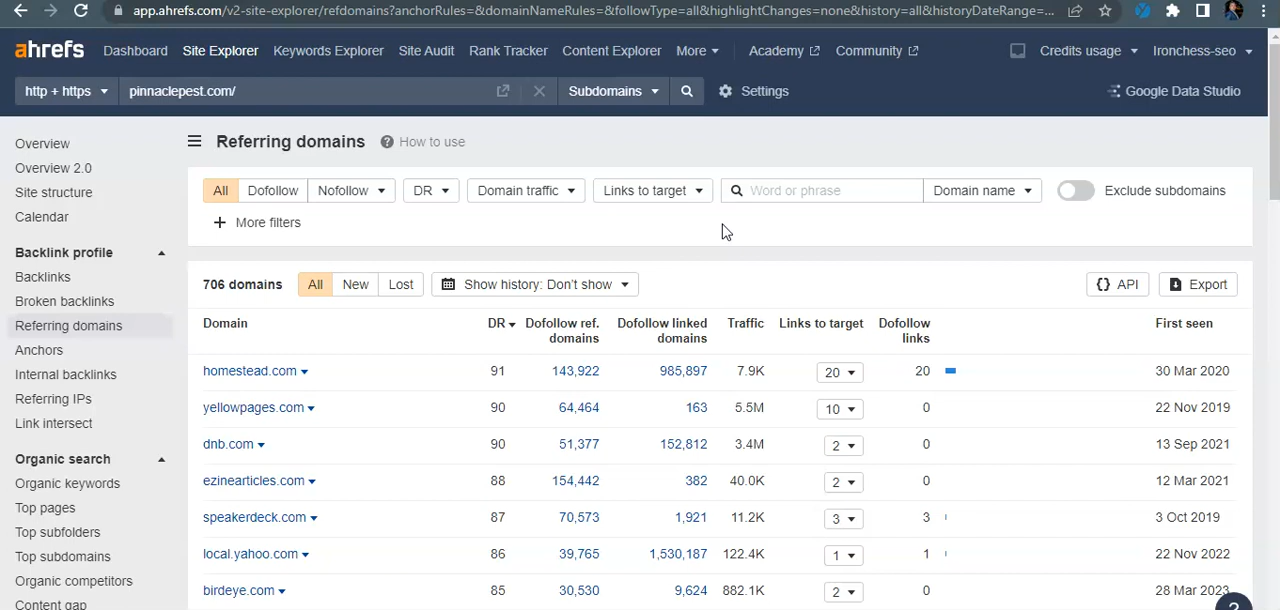 app.ahrefs.com/v2-site-explorer/refdomains?anchorRules=&domainNameRules=&followType=all&highlightChanges=none&history=all&historyDateRange=...
ahrefs Dashboard Site Explorer Keywords Explorer Site Audit Rank Tracker Content Explorer More Academy Community Credits usage Ironchess-seo
http + https pinnaclepest.com/ Subdomains Settings Google Data Studio
Overview
Overview 2.0
Site structure
Calendar
Backlink profile
Backlinks
Broken backlinks
Referring domains
Anchors
Internal backlinks
Referring IPs
Link intersect
Organic search
Organic keywords
Top pages
Top subfolders
Top subdomains
Organic competitors
Content gap
Referring domains ? How to use
All Dofollow Nofollow DR Domain traffic Links to target Word or phrase Domain name Exclude subdomains
+ More filters
706 domains All New Lost Show history: Don't show {} API Export
Domain DR Dofollow ref. domains Dofollow linked domains Traffic Links to target Dofollow links First seen
homestead.com 91 143,922 985,897 7.9K 20 20 30 Mar 2020
yellowpages.com 90 64,464 163 5.5M 10 0 22 Nov 2019
dnb.com 90 51,377 152,812 3.4M 2 0 13 Sep 2021
ezinearticles.com 88 154,442 382 40.0K 2 0 12 Mar 2021
speakerdeck.com 87 70,573 1,921 11.2K 3 3 3 Oct 2019
local.yahoo.com 86 39,765 1,530,187 122.4K 1 1 22 Nov 2022
birdeye.com 85 30,530 9,624 882.1K 2 0 28 Mar 2023
?